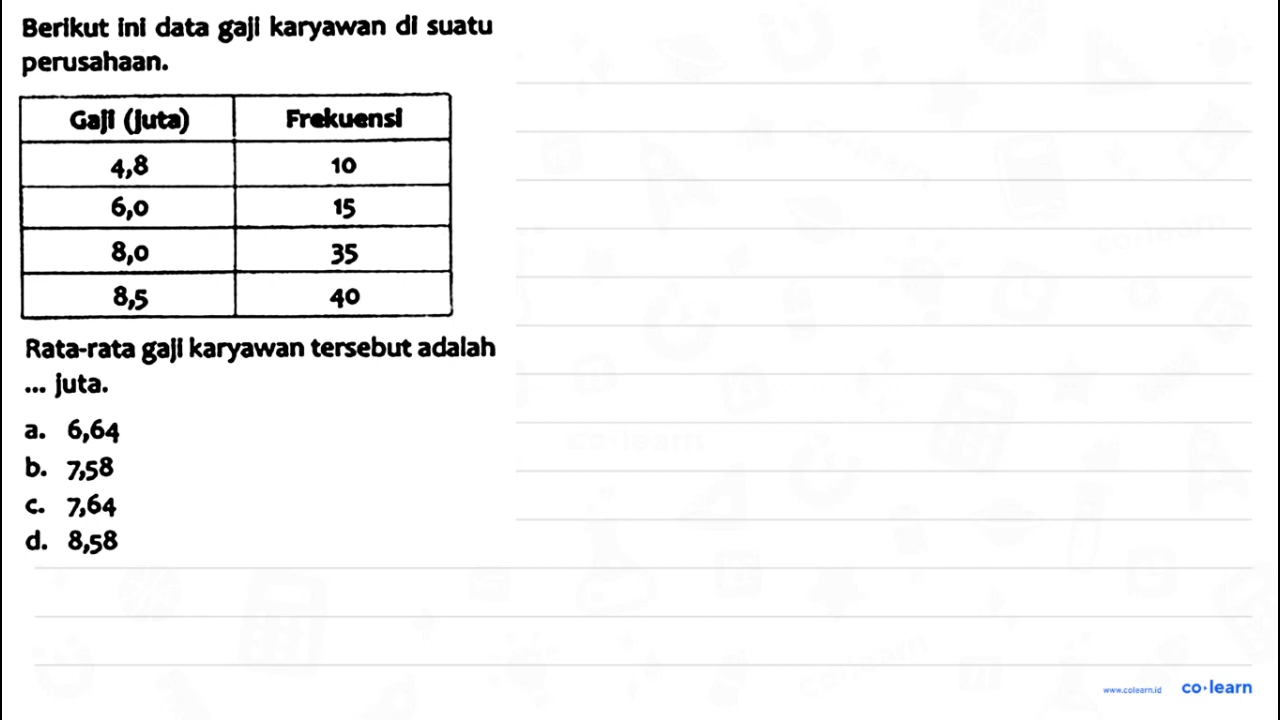 Berikut ini data gaji karyawan di suatu
perusahaan.
Gaji (juta) Frekuensi
4,8 10
6,0 15
8,0 35
8,5 40
Rata-rata gaji karyawan tersebut adalah
... juta.
a. 6,64
b. 7,58
c. 7,64
d. 8,58
www.colearn.id co·learn